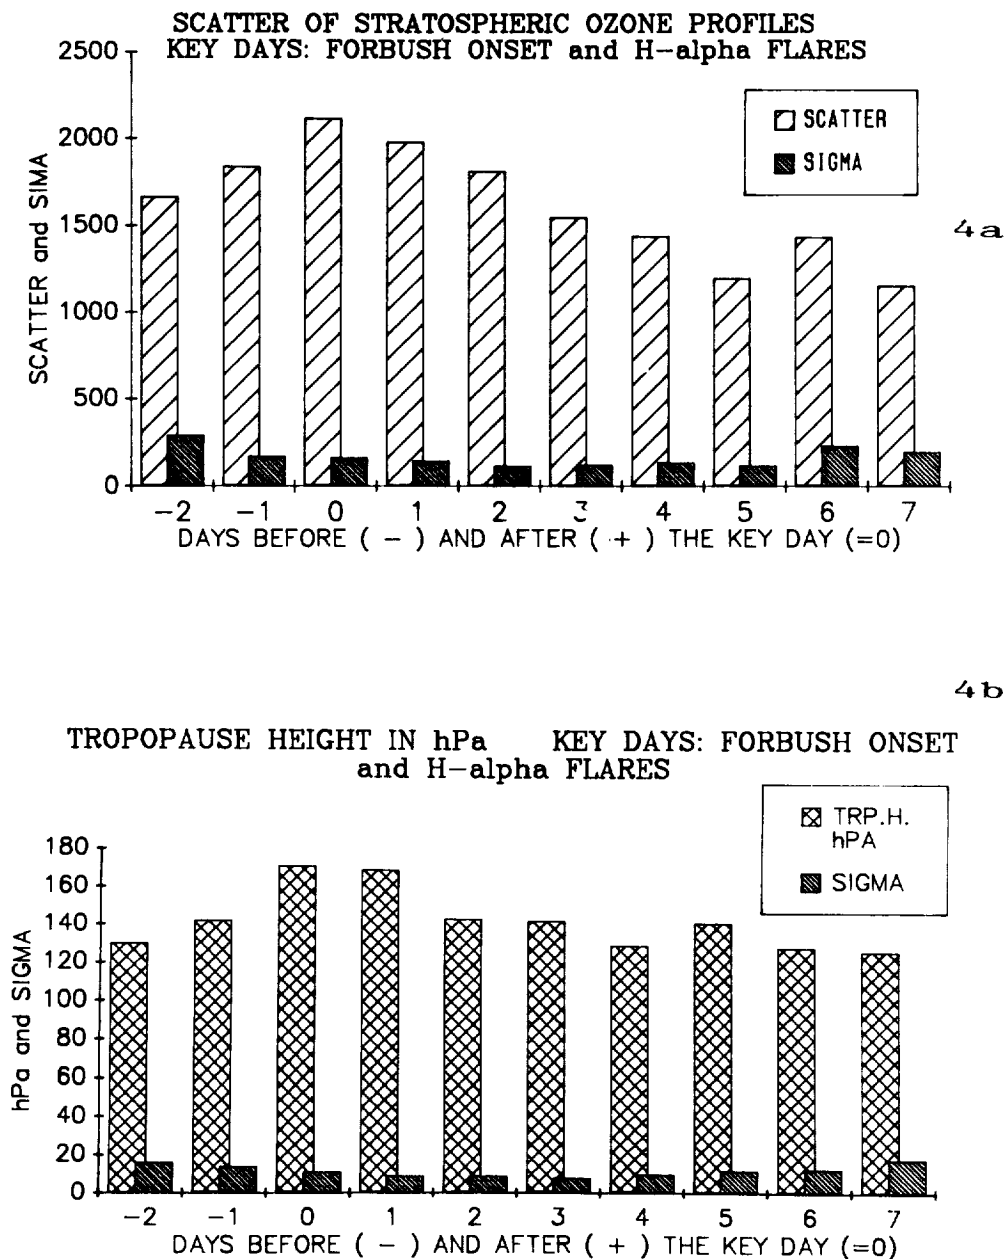 SCATTER OF STRATOSPHERIC OZONE PROFILES
KEY DAYS: FORBUSH ONSET and H-alpha FLARES
2500
2000
1500
1000
500
0
SCATTER and SIMA
SCATTER
SIGMA
4a
-2 -1 0 1 2 3 4 5 6 7
DAYS BEFORE ( - ) AND AFTER ( + ) THE KEY DAY (=0)
4b
TROPOPAUSE HEIGHT IN hPa KEY DAYS: FORBUSH ONSET
and H-alpha FLARES
180
160
140
120
100
80
60
40
20
0
hPa and SIGMA
TRP.H.
hPA
SIGMA
-2 -1 0 1 2 3 4 5 6 7
DAYS BEFORE ( - ) AND AFTER ( + ) THE KEY DAY (=0)